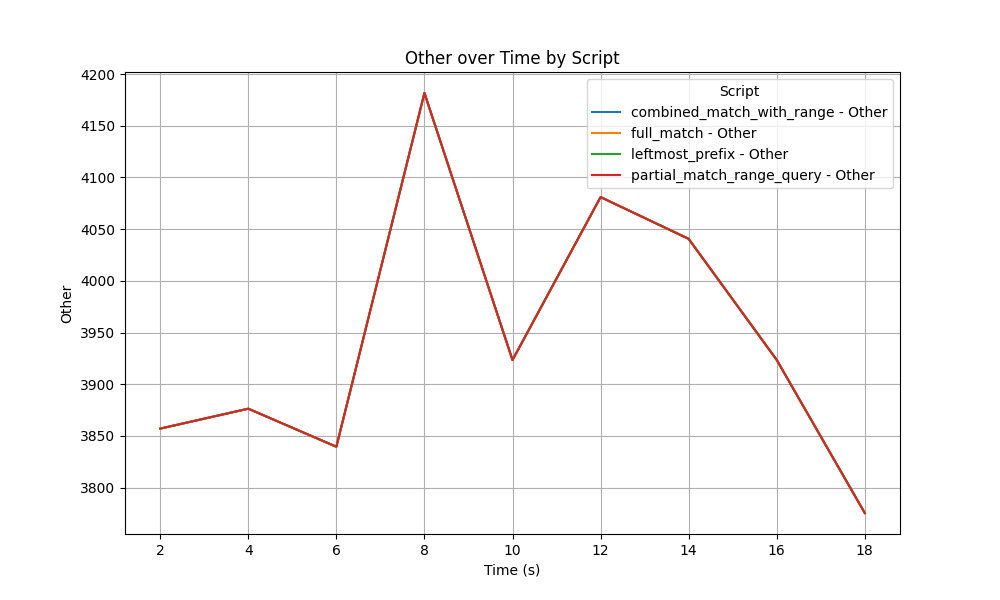 Other over Time by Script
4200
4150
4100
4050
4000
3950
3900
3850
3800
Other
Script
combined_match_with_range - Other
full_match - Other
leftmost_prefix - Other
partial_match_range_query - Other
2 4 6 8 10 12 14 16 18
Time (s)